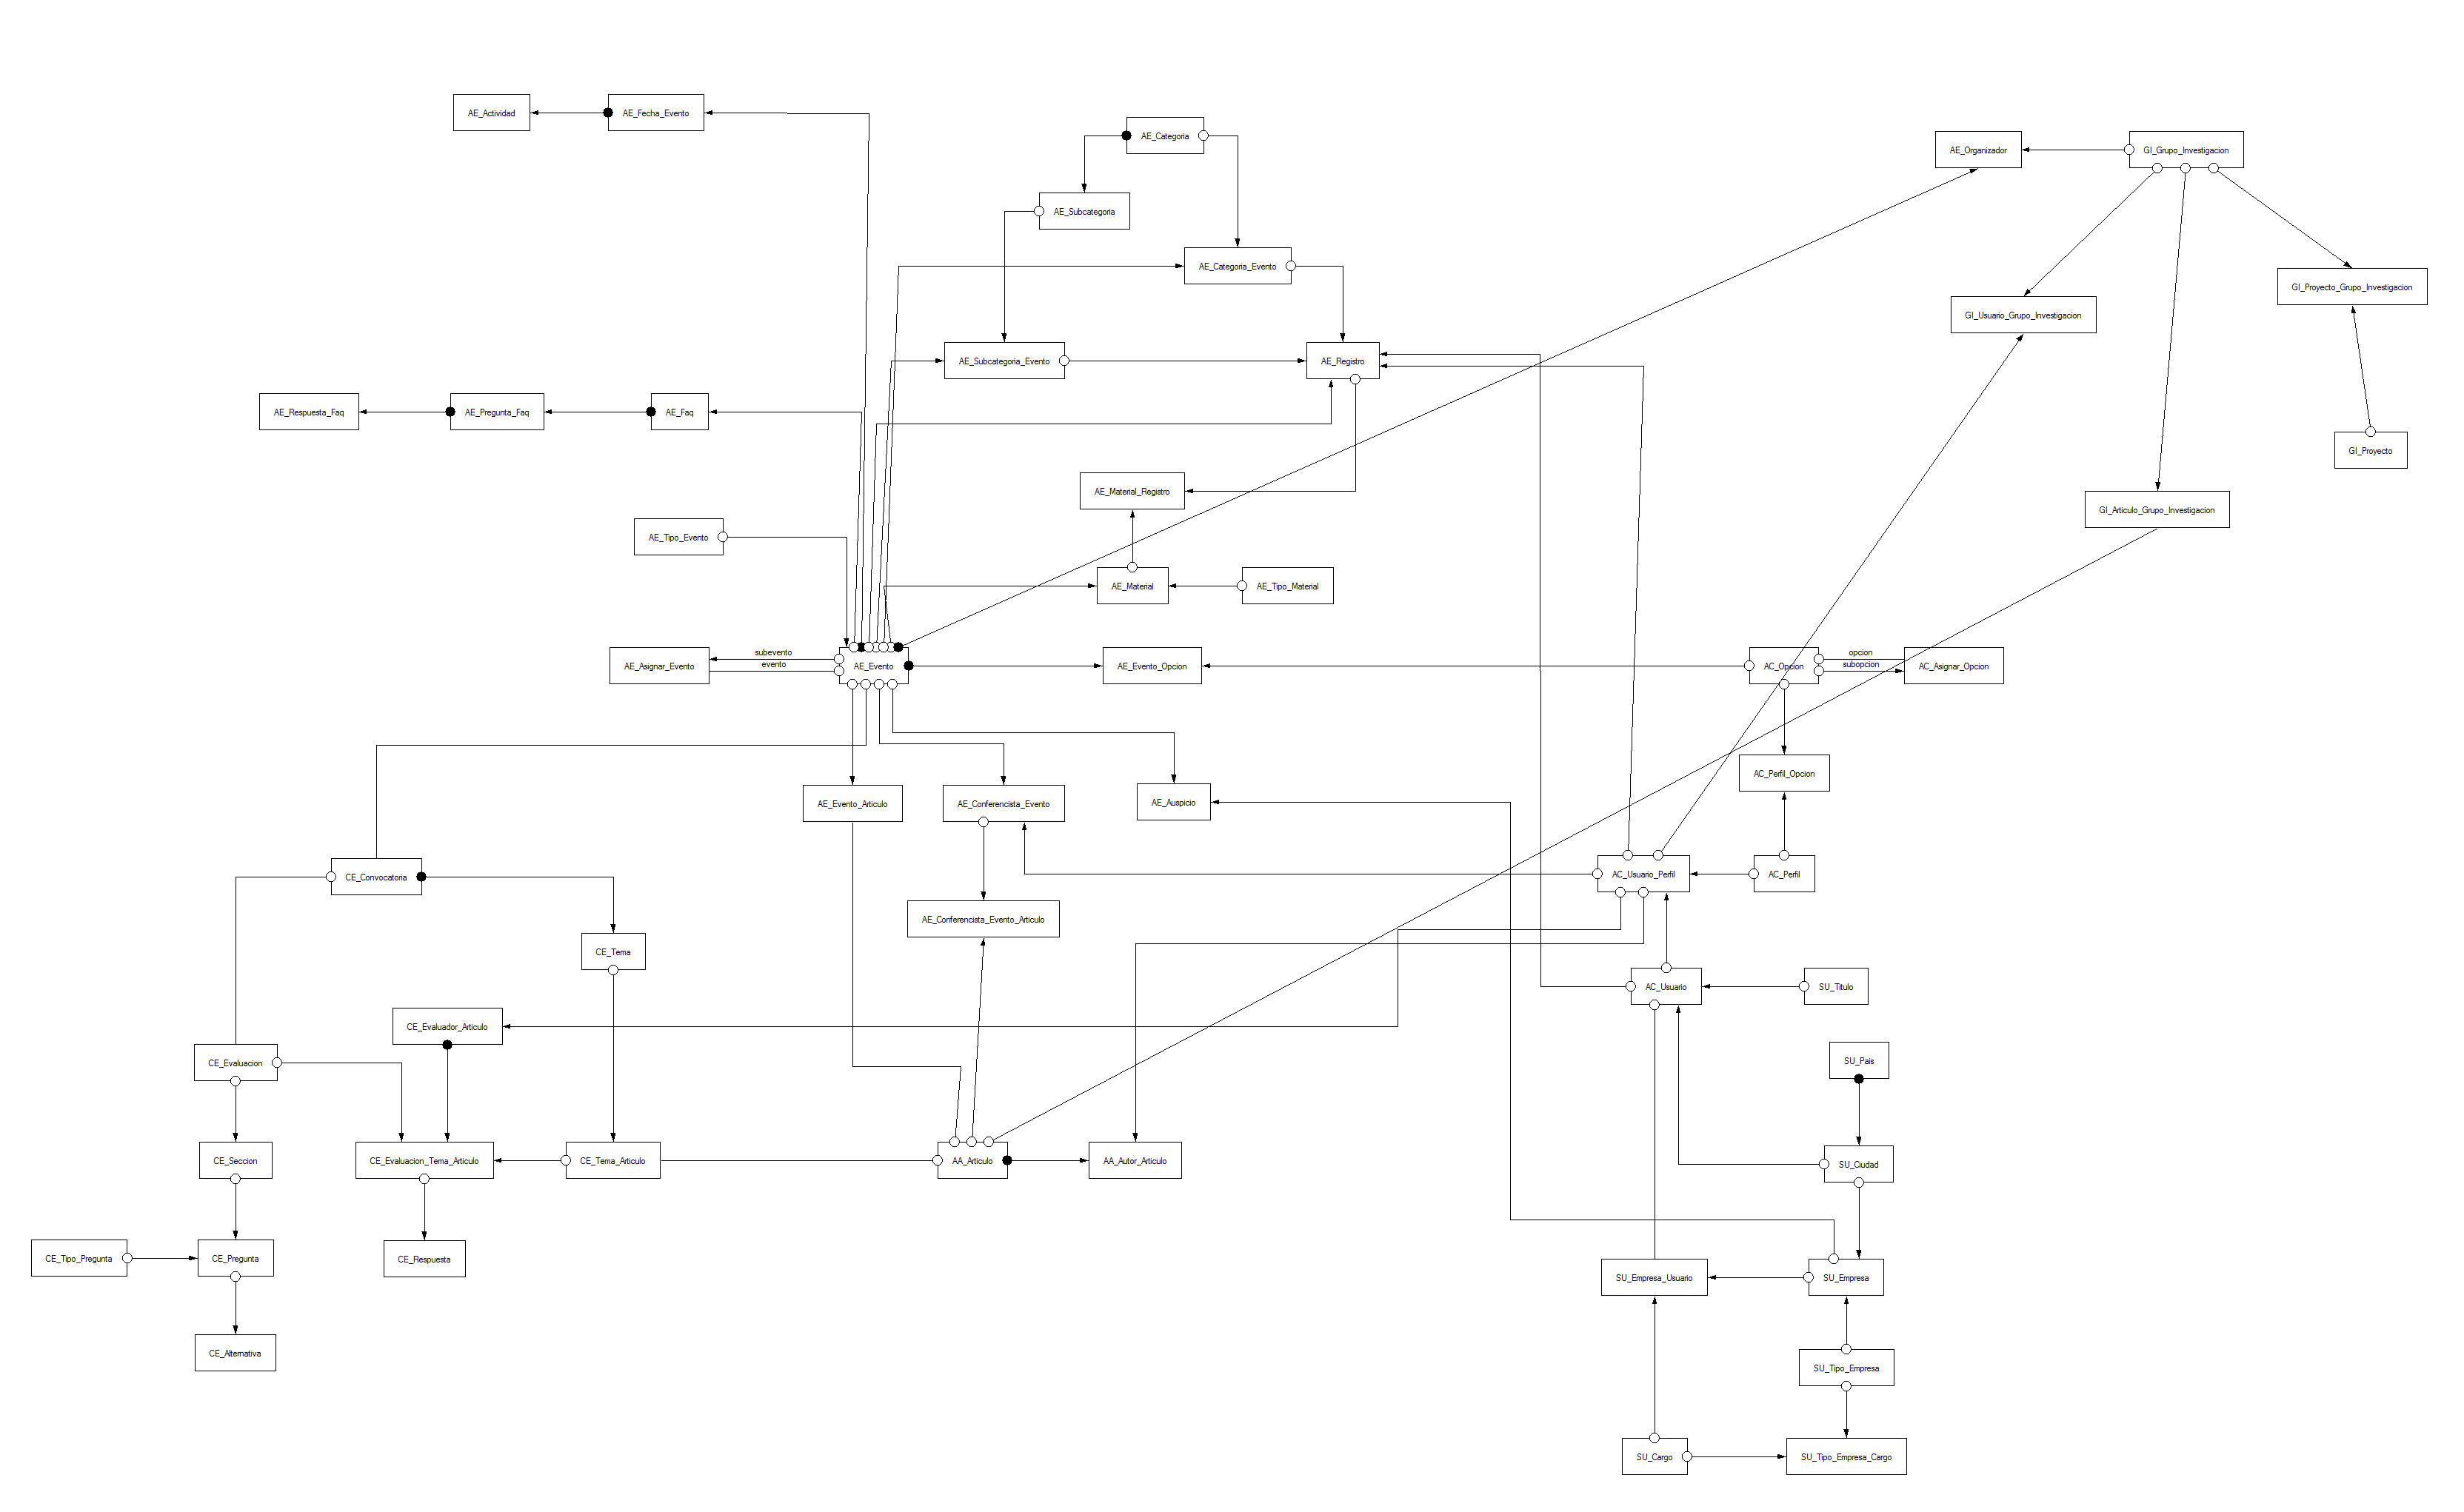 AE_Actividad
AE_Fecha_Evento
AE_Categoria
AE_Organizador
GI_Grupo_Investigacion
AE_Subcategoria
AE_Categoria_Evento
GI_Proyecto_Grupo_Investigacion
GI_Usuario_Grupo_Investigacion
AE_Subcategoria_Evento
AE_Registro
AE_Respuesta_Faq
AE_Pregunta_Faq
AE_Faq
GI_Proyecto
AE_Material_Registro
GI_Articulo_Grupo_Investigacion
AE_Tipo_Evento
AE_Material
AE_Tipo_Material
subevento
opcion
evento
subopcion
AE_Asignar_Evento
AE_Evento
AE_Evento_Opcion
AC_Opcion
AC_Asignar_Opcion
AC_Perfil_Opcion
AE_Evento_Articulo
AE_Conferencista_Evento
AE_Auspicio
CE_Convocatoria
AC_Usuario_Perfil
AC_Perfil
AE_Conferencista_Evento_Articulo
CE_Tema
AC_Usuario
SU_Titulo
CE_Evaluador_Articulo
CE_Evaluacion
SU_Pais
CE_Seccion
CE_Evaluacion_Tema_Articulo
CE_Tema_Articulo
AA_Articulo
AA_Autor_Articulo
SU_Ciudad
CE_Tipo_Pregunta
CE_Pregunta
CE_Respuesta
SU_Empresa_Usuario
SU_Empresa
CE_Alternativa
SU_Tipo_Empresa
SU_Cargo
SU_Tipo_Empresa_Cargo